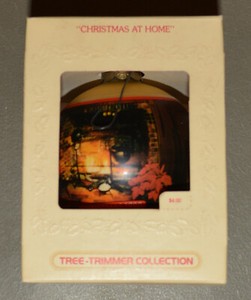 "CHRISTMAS AT HOME"
TREE-TRIMMER COLLECTION